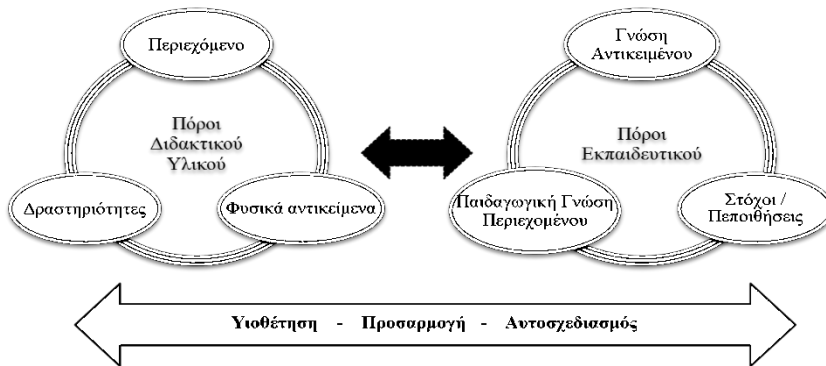 Περιεχόμενο
Πόροι
Διδακτικού
Υλικού
Δραστηριότητες
Φυσικά αντικείμενα
Γνώση
Αντικειμένου
Πόροι
Εκπαιδευτικού
Παιδαγωγική Γνώση
Περιεχομένου
Στόχοι /
Πεποιθήσεις
Υιοθέτηση - Προσαρμογή - Αυτοσχεδιασμός